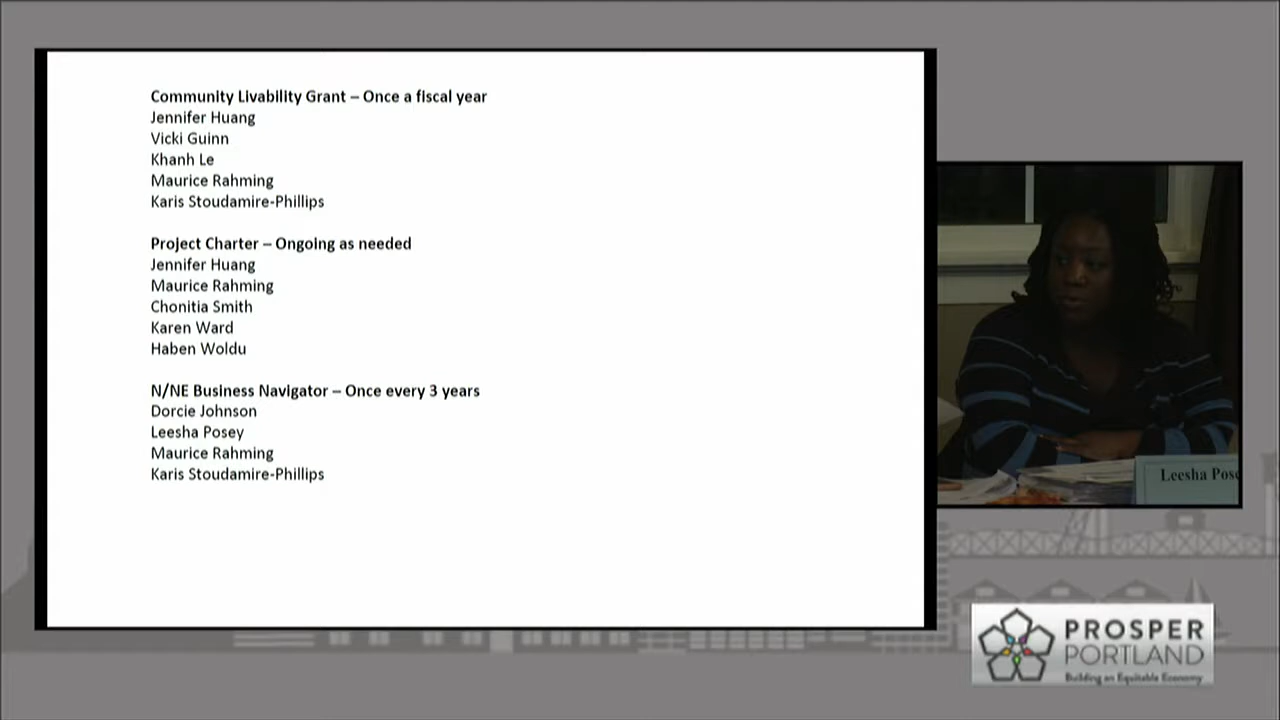 Community Livability Grant – Once a fiscal year
Jennifer Huang
Vicki Guinn
Khanh Le
Maurice Rahming
Karis Stoudamire-Phillips
Project Charter – Ongoing as needed
Jennifer Huang
Maurice Rahming
Chonitia Smith
Karen Ward
Haben Woldu
N/NE Business Navigator – Once every 3 years
Dorcie Johnson
Leesha Posey
Maurice Rahming
Karis Stoudamire-Phillips
Leesha Pose
PROSPER
PORTLAND
Building an Equitable Economy